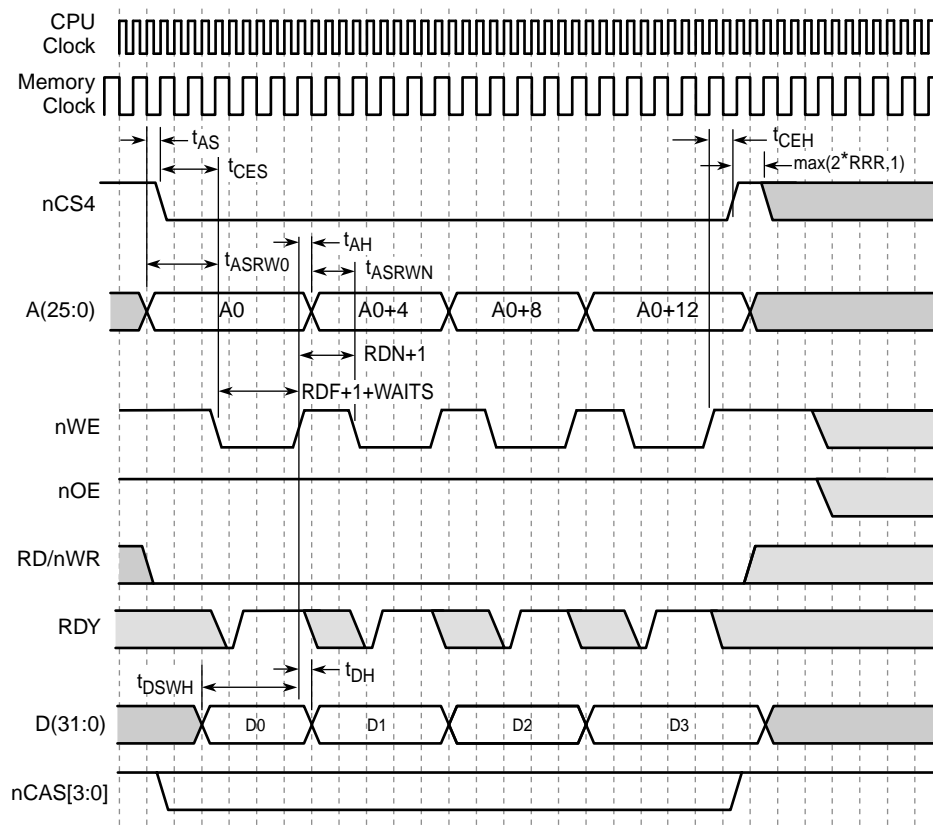 CPU
Clock
Memory
Clock
tAS
tCEH
tCES
max(2*RRR,1)
nCS4
tAH
tASRW0
tASRWN
A(25:0)
A0
A0+4
A0+8
A0+12
RDN+1
RDF+1+WAITS
nWE
nOE
RD/nWR
RDY
tDSWH
tDH
D(31:0)
D0
D1
D2
D3
nCAS[3:0]